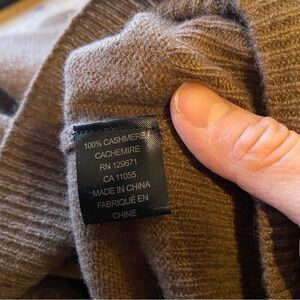 100% CASHMERE/
CACHEMIRE
RN 129671
CA 11055
MADE IN CHINA
FABRIQUÉ EN
CHINE